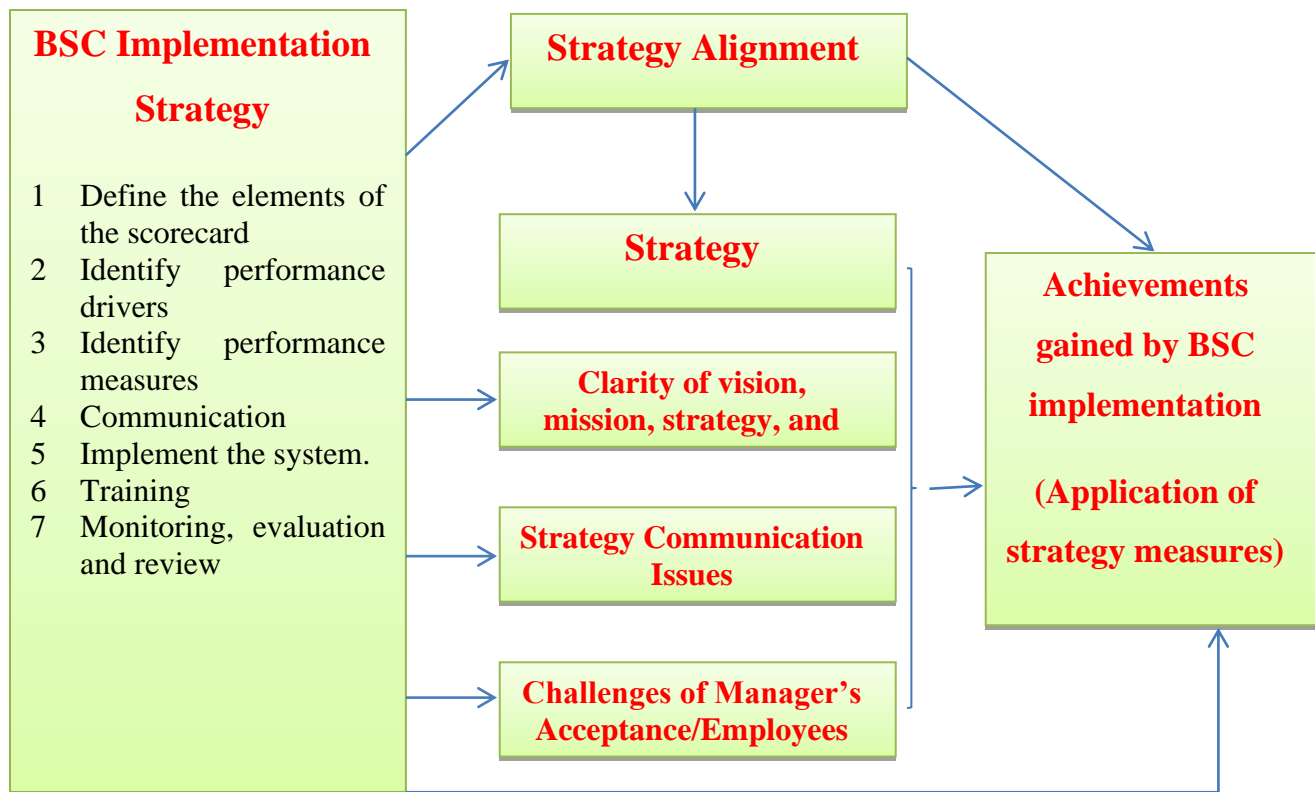 BSC Implementation
Strategy
1 Define the elements of
the scorecard
2 Identify performance
drivers
3 Identify performance
measures
4 Communication
5 Implement the system.
6 Training
7 Monitoring, evaluation
and review
Strategy Alignment
Strategy
Clarity of vision,
mission, strategy, and
Strategy Communication
Issues
Challenges of Manager’s
Acceptance/Employees
Achievements
gained by BSC
implementation
(Application of
strategy measures)